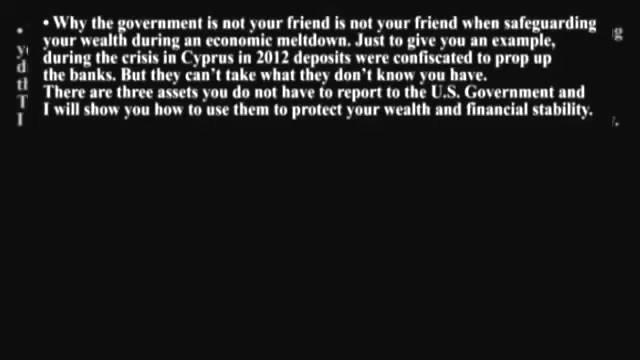 • Why the government is not your friend is not your friend when safeguarding
your wealth during an economic meltdown. Just to give you an example,
during the crisis in Cyprus in 2012 deposits were confiscated to prop up
the banks. But they can't take what they don't know you have.
There are three assets you do not have to report to the U.S. Government and
I will show you how to use them to protect your wealth and financial stability.